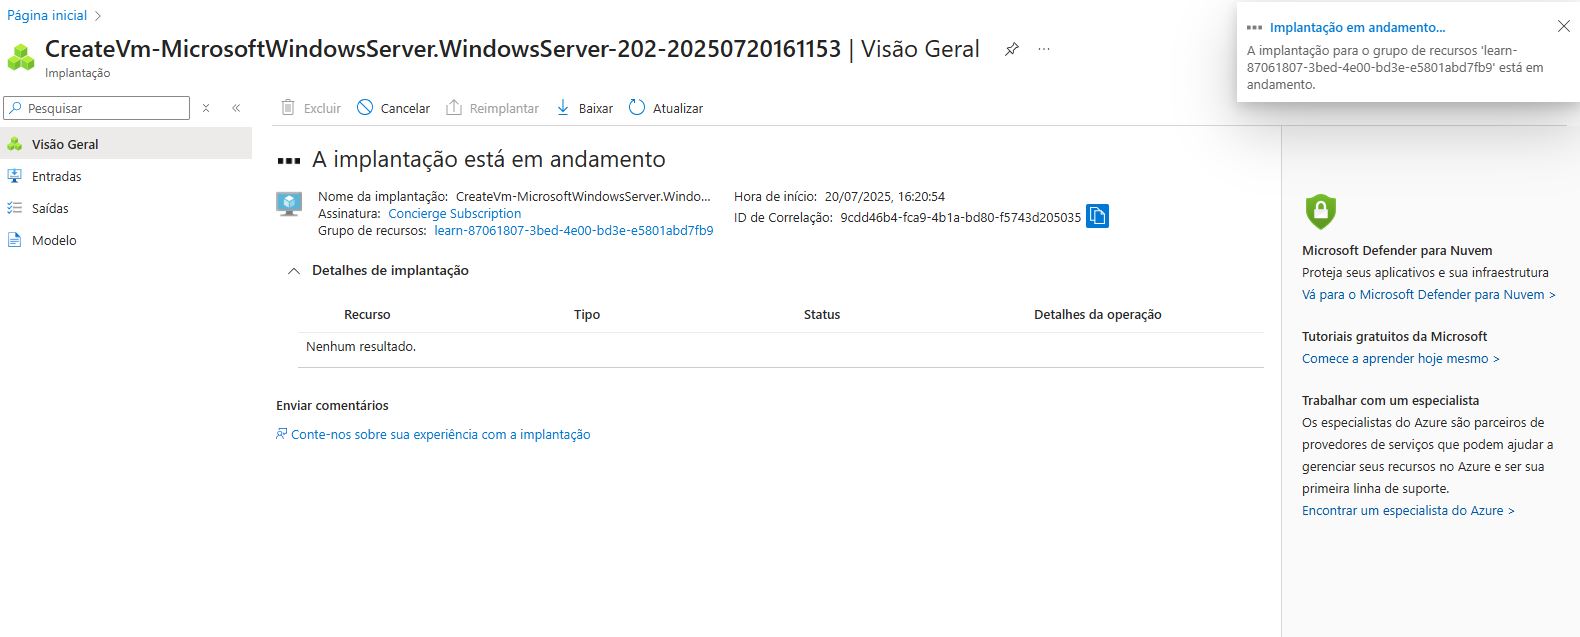 Página inicial
CreateVm-MicrosoftWindowsServer.WindowsServer-202-20250720161153 | Visão Geral
Implantação
Implantação em andamento...
A implantação para o grupo de recursos 'learn-
87061807-3bed-4e00-bd3e-e5801abd7fb9' está em
andamento.
Pesquisar
Excluir Cancelar Reimplantar Baixar Atualizar
Visão Geral
Entradas
Saídas
Modelo
A implantação está em andamento
Nome da implantação: CreateVm-MicrosoftWindowsServer.Windo...
Assinatura: Concierge Subscription
Grupo de recursos: learn-87061807-3bed-4e00-bd3e-e5801abd7fb9
Hora de início: 20/07/2025, 16:20:54
ID de Correlação: 9cdd46b4-fca9-4b1a-bd80-f5743d205035
Detalhes de implantação
Recurso Tipo Status Detalhes da operação
Nenhum resultado.
Enviar comentários
Conte-nos sobre sua experiência com a implantação
Microsoft Defender para Nuvem
Proteja seus aplicativos e sua infraestrutura
Vá para o Microsoft Defender para Nuvem >
Tutoriais gratuitos da Microsoft
Comece a aprender hoje mesmo >
Trabalhar com um especialista
Os especialistas do Azure são parceiros de
provedores de serviços que podem ajudar a
gerenciar seus recursos no Azure e ser sua
primeira linha de suporte.
Encontrar um especialista do Azure >